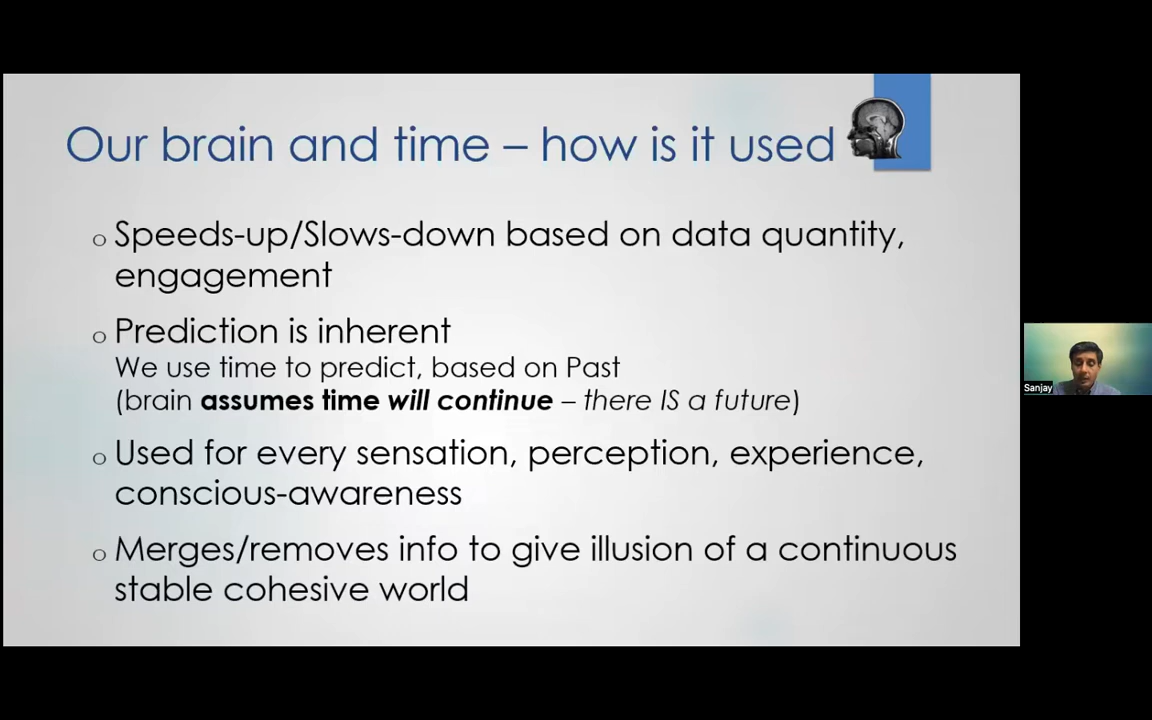 Our brain and time – how is it used
Speeds-up/Slows-down based on data quantity,
engagement
Prediction is inherent
We use time to predict, based on Past
(brain assumes time will continue – there IS a future)
Used for every sensation, perception, experience,
conscious-awareness
Merges/removes info to give illusion of a continuous
stable cohesive world
Sanjay